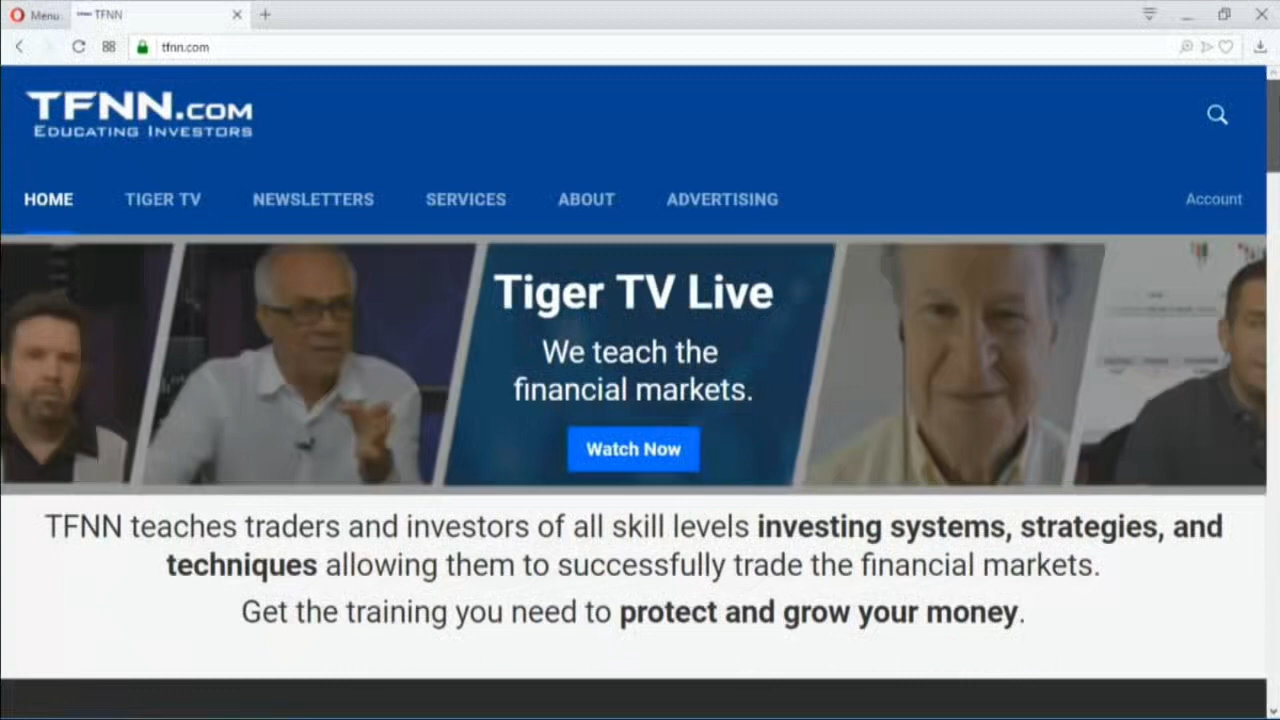 Menu
TFNN
tfnn.com
TFNN.COM
EDUCATING INVESTORS
HOME
TIGER TV
NEWSLETTERS
SERVICES
ABOUT
ADVERTISING
Account
Tiger TV Live
We teach the
financial markets.
Watch Now
TFNN teaches traders and investors of all skill levels investing systems, strategies, and
techniques allowing them to successfully trade the financial markets.
Get the training you need to protect and grow your money.